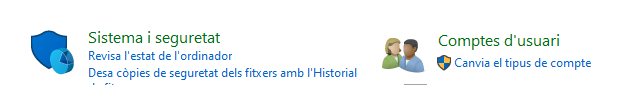 Sistema i seguretat
Revisa l'estat de l'ordinador
Desa còpies de seguretat dels fitxers amb l'Historial
Comptes d'usuari
Canvia el tipus de compte